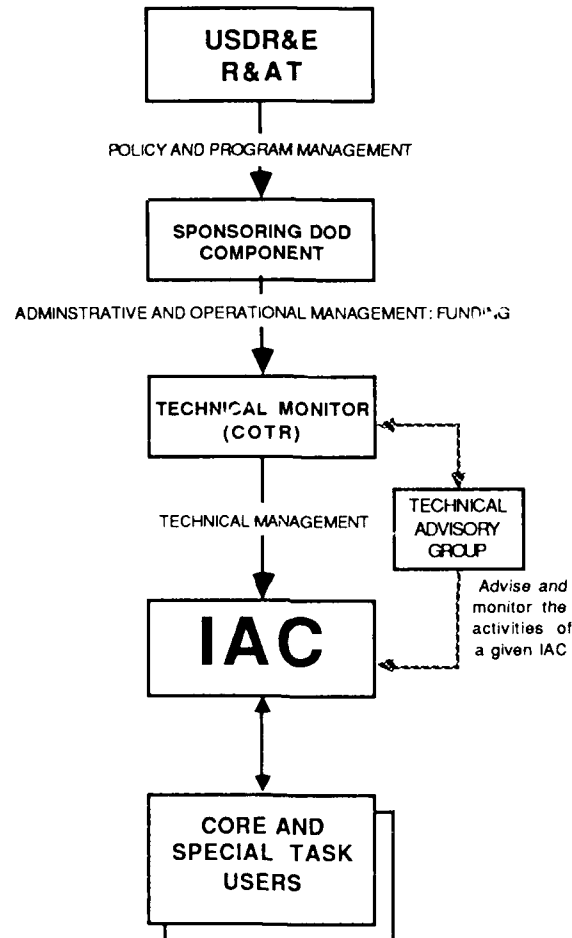 USDR&E
R&AT
POLICY AND PROGRAM MANAGEMENT
SPONSORING DOD
COMPONENT
ADMINSTRATIVE AND OPERATIONAL MANAGEMENT: FUNDING
TECHNICAL MONITOR
(COTR)
TECHNICAL MANAGEMENT
TECHNICAL
ADVISORY
GROUP
Advise and
monitor the
activities of
a given IAC
IAC
CORE AND
SPECIAL TASK
USERS